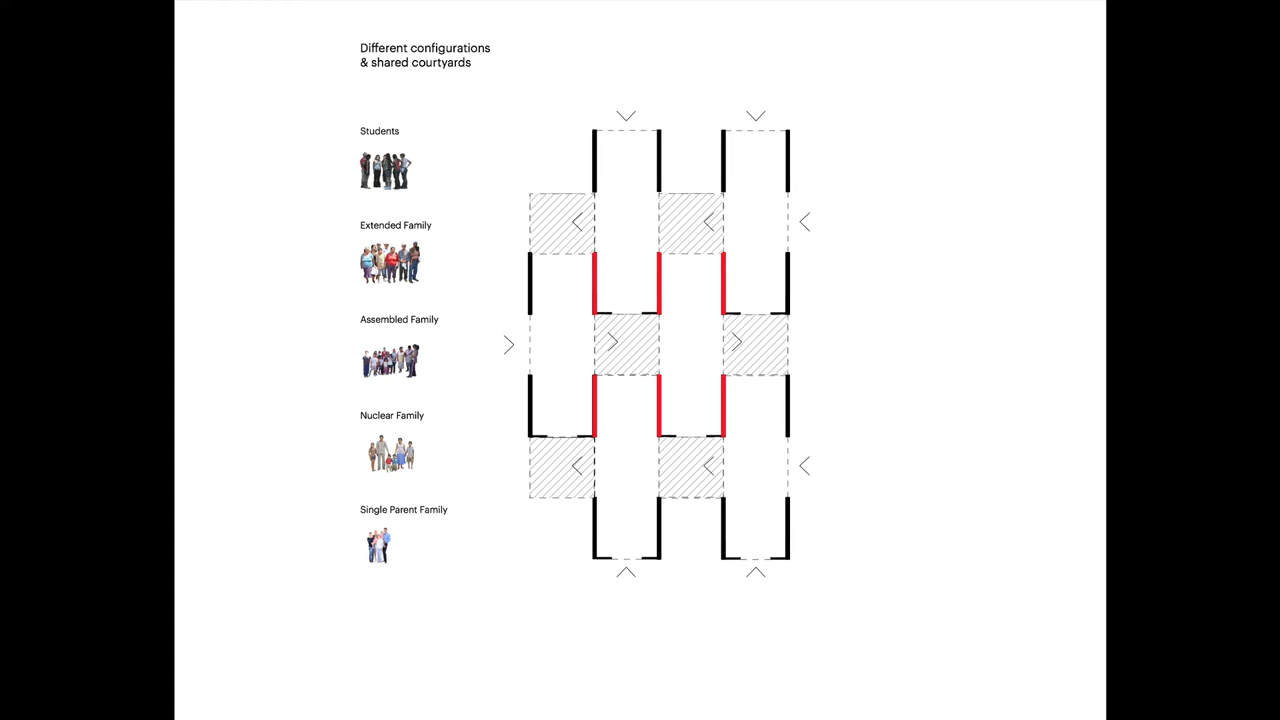 Different configurations
& shared courtyards
Students
Extended Family
Assembled Family
Nuclear Family
Single Parent Family